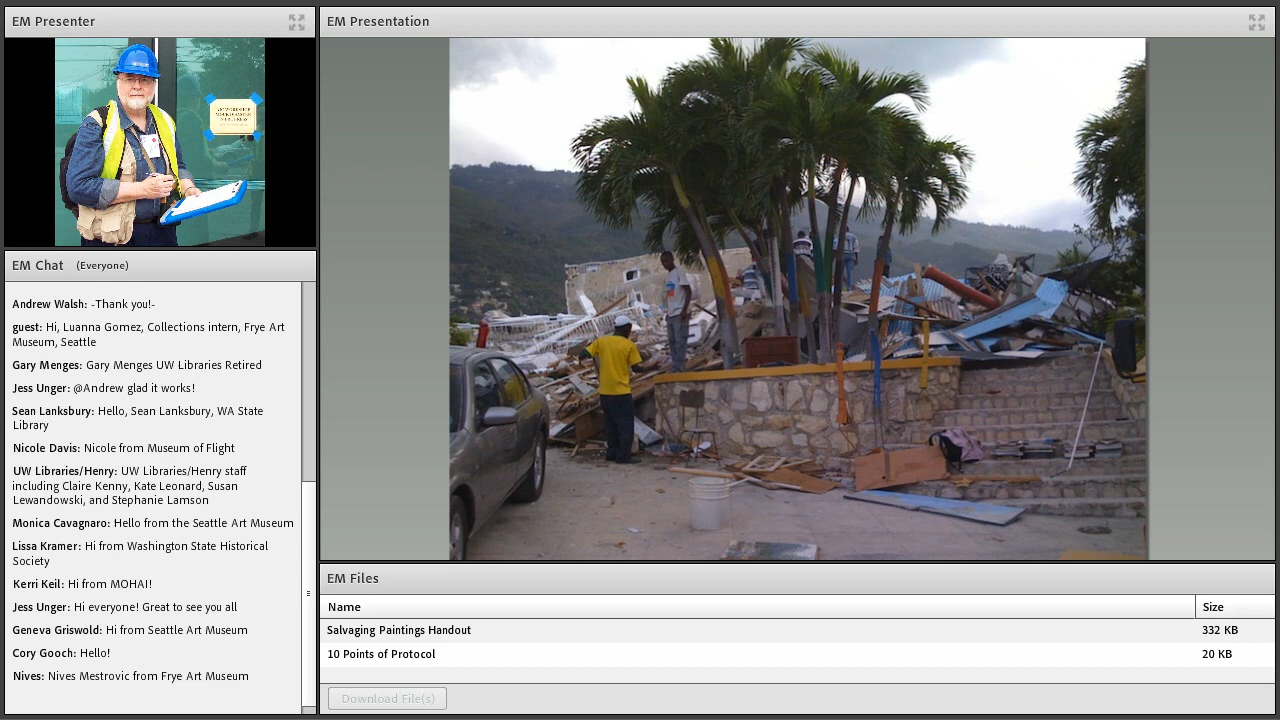 EM Presenter
EM Presentation
EM Chat (Everyone)
Andrew Walsh: -Thank you!-
guest: Hi, Luanna Gomez, Collections intern, Frye Art
Museum, Seattle
Gary Menges: Gary Menges UW Libraries Retired
Jess Unger: @Andrew glad it works!
Sean Lanksbury: Hello, Sean Lanksbury, WA State
Library
Nicole Davis: Nicole from Museum of Flight
UW Libraries/Henry: UW Libraries/Henry staff
including Claire Kenny, Kate Leonard, Susan
Lewandowski, and Stephanie Lamson
Monica Cavagnaro: Hello from the Seattle Art Museum
Lissa Kramer: Hi from Washington State Historical
Society
Kerri Keil: Hi from MOHAI!
Jess Unger: Hi everyone! Great to see you all
Geneva Griswold: Hi from Seattle Art Museum
Cory Gooch: Hello!
Nives: Nives Mestrovic from Frye Art Museum
EM Files
Name Size
Salvaging Paintings Handout 332 KB
10 Points of Protocol 20 KB
Download File(s)